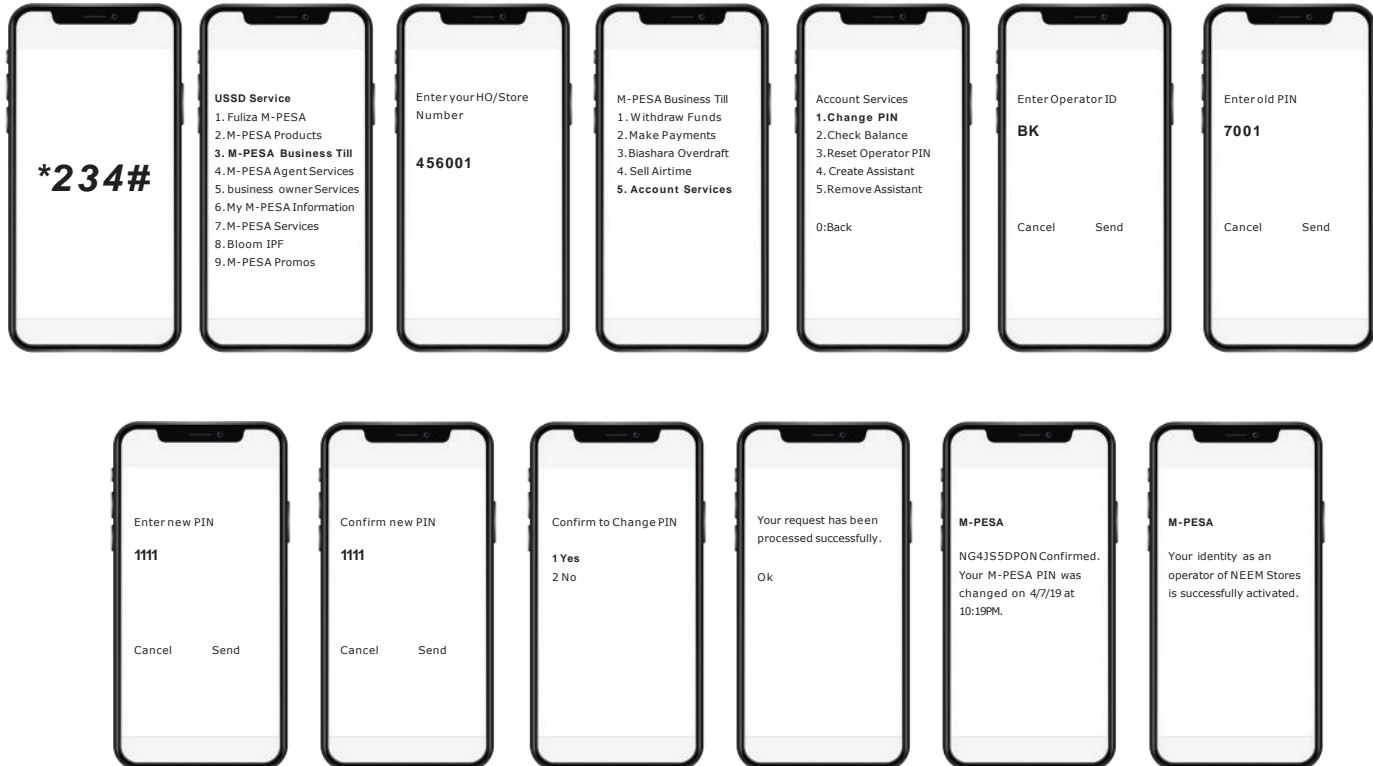 *234#
USSD Service
1. Fuliza M-PESA
2. M-PESA Products
3. M-PESA Business Till
4. M-PESA Agent Services
5. business owner Services
6. My M-PESA Information
7. M-PESA Services
8. Bloom IPF
9. M-PESA Promos
Enter your HO/Store
Number
456001
M-PESA Business Till
1. Withdraw Funds
2. Make Payments
3. Biashara Overdraft
4. Sell Airtime
5. Account Services
Account Services
1. Change PIN
2. Check Balance
3. Reset Operator PIN
4. Create Assistant
5. Remove Assistant
0:Back
Enter Operator ID
BK
Cancel Send
Enter old PIN
7001
Cancel Send
Enter new PIN
1111
Cancel Send
Confirm new PIN
1111
Cancel Send
Confirm to Change PIN
1 Yes
2 No
Your request has been
processed successfully.
Ok
M-PESA
NG4JS5DPON Confirmed.
Your M-PESA PIN was
changed on 4/7/19 at
10:19PM.
M-PESA
Your identity as an
operator of NEEM Stores
is successfully activated.